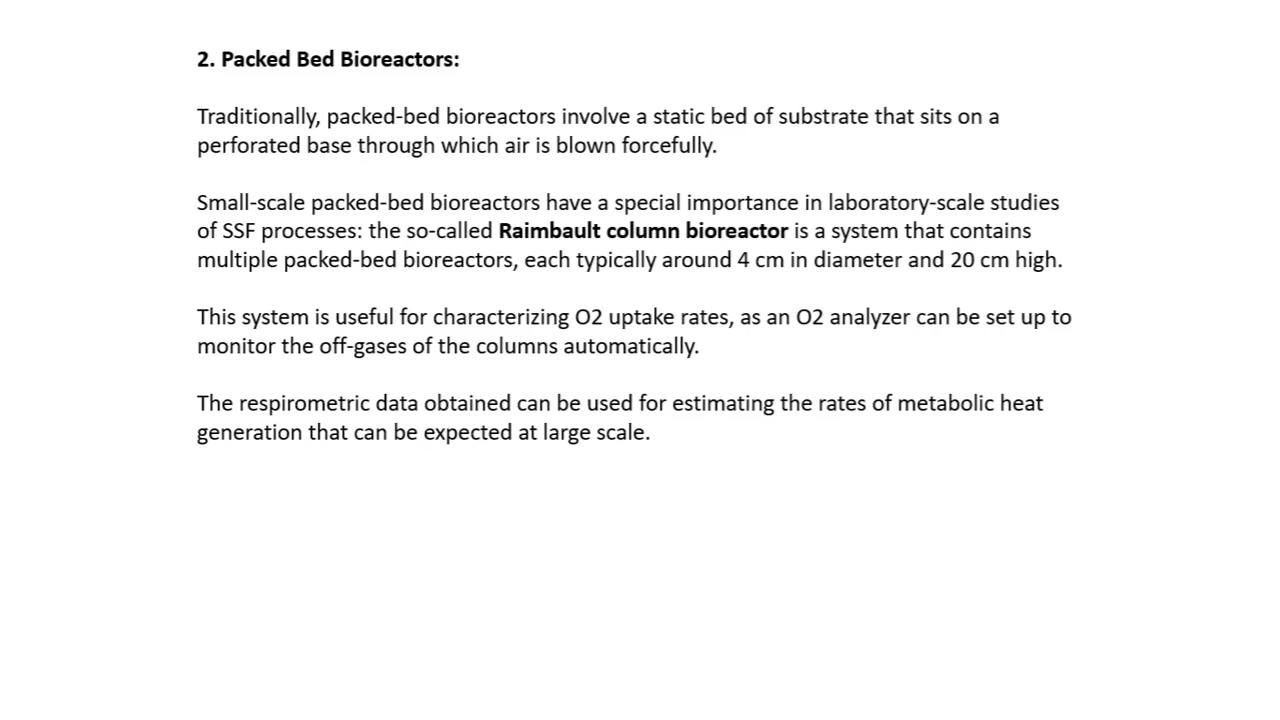 2. Packed Bed Bioreactors:
Traditionally, packed-bed bioreactors involve a static bed of substrate that sits on a
perforated base through which air is blown forcefully.
Small-scale packed-bed bioreactors have a special importance in laboratory-scale studies
of SSF processes: the so-called Raimbault column bioreactor is a system that contains
multiple packed-bed bioreactors, each typically around 4 cm in diameter and 20 cm high.
This system is useful for characterizing O2 uptake rates, as an O2 analyzer can be set up to
monitor the off-gases of the columns automatically.
The respirometric data obtained can be used for estimating the rates of metabolic heat
generation that can be expected at large scale.